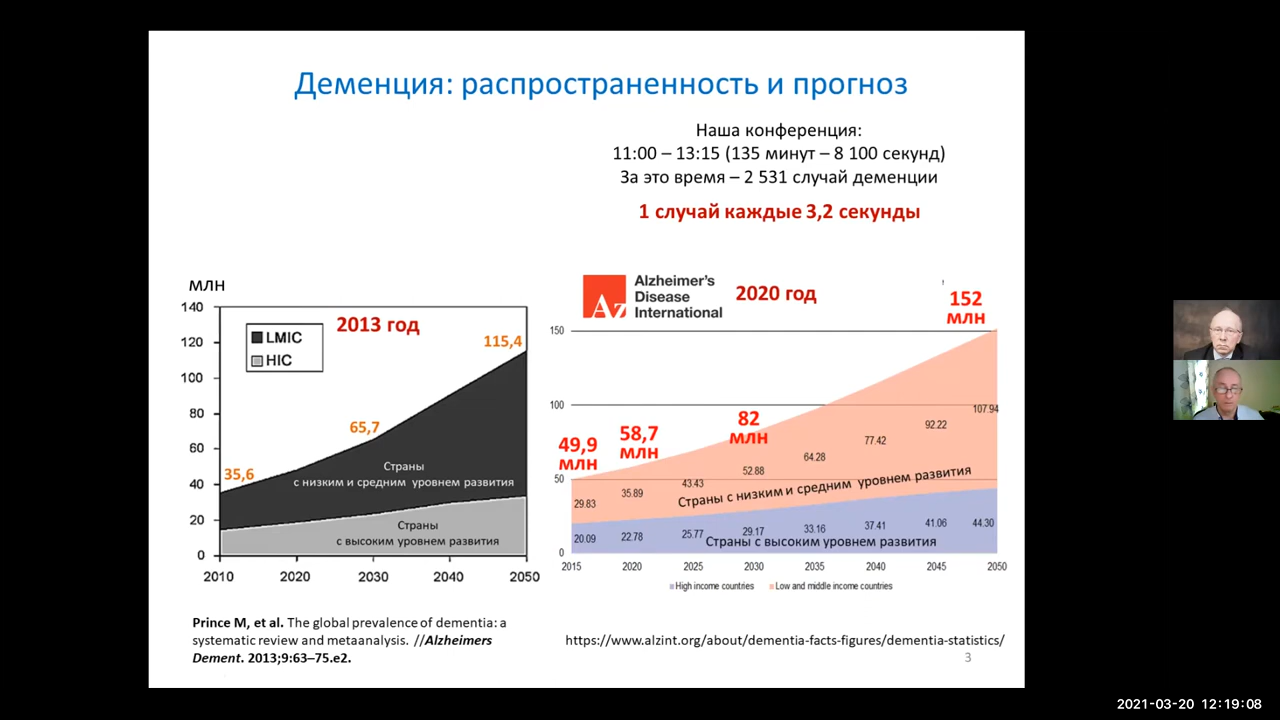 Деменция: распространенность и прогноз
Наша конференция:
11:00 – 13:15 (135 минут – 8 100 секунд)
За это время – 2 531 случай деменции
1 случай каждые 3,2 секунды
млн
140
120
100
80
60
40
20
0
LMIC
HIC
2013 год
35,6
65,7
115,4
Страны
с низким и средним уровнем развития
Страны
с высоким уровнем развития
2010 2020 2030 2040 2050
Prince M, et al. The global prevalence of dementia: a
systematic review and metaanalysis. //Alzheimers
Dement. 2013;9:63–75.e2.
Az
Alzheimer's
Disease
International
2020 год
152
млн
150
100
50
0
49,9
млн
58,7
млн
82
млн
29.83 35.89 43.43 52.88 64.28 77.42 92.22 107.94
Страны с низким и средним уровнем развития
20.09 22.78 25.77 29.17 33.16 37.41 41.06 44.30
Страны с высоким уровнем развития
2015 2020 2025 2030 2035 2040 2045 2050
High income countries Low and middle income countries
https://www.alzint.org/about/dementia-facts-figures/dementia-statistics/
3
2021-03-20 12:19:08